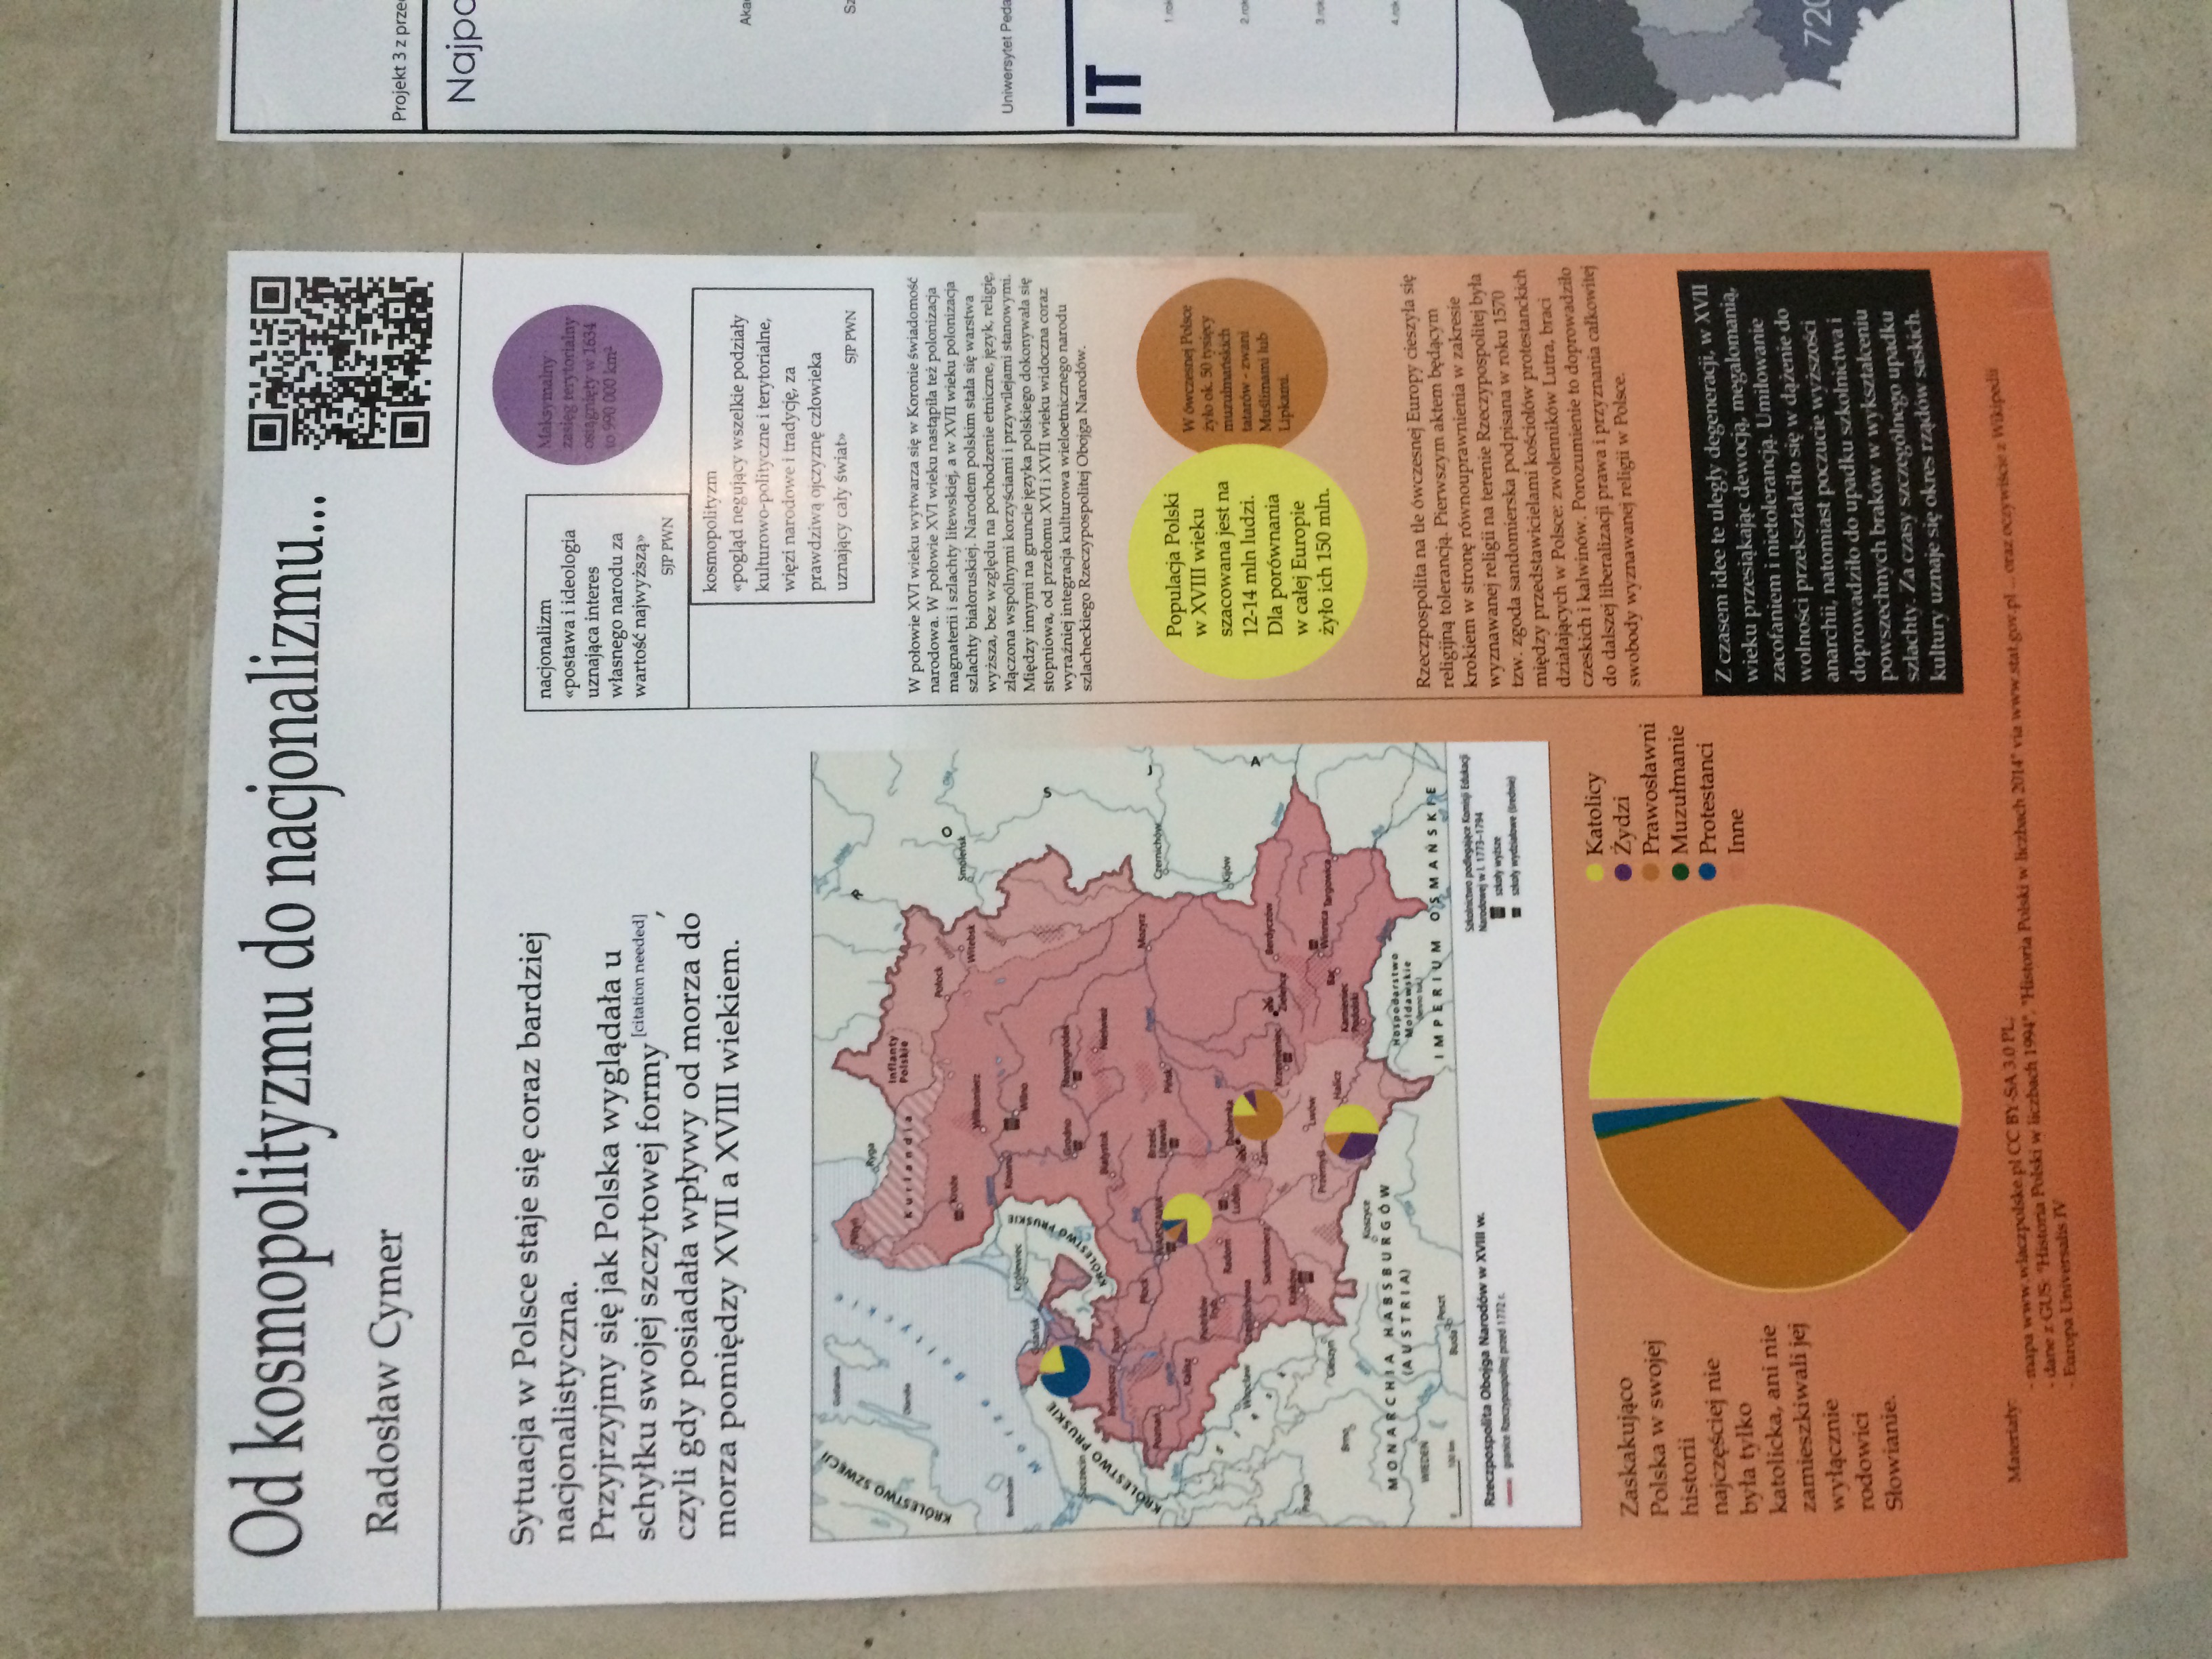 Od kosmopolityzmu do nacjonalizmu...
Radosław Cymer
Sytuacja w Polsce staje się coraz bardziej
nacjonalistyczna.
Przyjrzyjmy się jak Polska wyglądała u
schyłku swojej szczytowej formy [citation needed],
czyli gdy posiadała wpływy od morza do
morza pomiędzy XVII a XVIII wiekiem.
nacjonalizm
«postawa i ideologia
uznająca interes
własnego narodu za
wartość najwyższą»
SJP PWN
Maksymalny
zasięg terytorialny
osiągnięty w 1634
to 990 000 km²
kosmopolityzm
«pogląd negujący wszelkie podziały
kulturowo-polityczne i terytorialne,
więzi narodowe i tradycję, za
prawdziwą ojczyznę człowieka
uznający cały świat»
SJP PWN
KRÓLESTWO SZWECJI
Gotlandia
Olandia
Bornholm
Morze Bałtyckie
Piltyń
Ryga
Kurlandia
Inflanty
Polskie
Kroże
Wiłkomierz
Połock
Witebsk
Smoleńsk
R O S J A
Kowno
Wilno
Królewiec
Gdańsk
KRÓLESTWO PRUSKIE
KRÓLESTWO PRUSKIE
Szczecin
Grodno
Nowogródek
Białystok
Nieśwież
Bydgoszcz
Toruń
Płock
Poznań
WARSZAWA
Brześć
Litewski
Pińsk
Mozyrz
Czernichów
Kalisz
Piotrków
Tryb.
Radom
Lublin
Dubienka
Kijów
Wrocław
Częstochowa
Sandomierz
Zamość
Krzemieniec
Zieleńce
Berdyczów
Praga
Kraków
Lwów
Przemyśl
Cieszyn
Brno
Halicz
Bar
Winnica
Targowica
Kamieniec
Podolski
Koszyce
MONARCHIA HABSBURGÓW
(AUSTRIA)
WIEDEŃ
Buda
Peszt
Hospodarstwo
Mołdawskie
(lenno tur.)
IMPERIUM OSMAŃSKIE
0 100 km
Rzeczpospolita Obojga Narodów w XVIII w.
granice Rzeczypospolitej przed 1772 r.
Szkolnictwo podlegające Komisji Edukacji
Narodowej w l. 1773–1794
szkoły wyższe
szkoły wydziałowe (średnie)
W połowie XVI wieku wytwarza się w Koronie świadomość
narodowa. W połowie XVI wieku nastąpiła też polonizacja
magnaterii i szlachty litewskiej, a w XVII wieku polonizacja
szlachty białoruskiej. Narodem polskim stała się warstwa
wyższa, bez względu na pochodzenie etniczne, język, religię,
złączona wspólnymi korzyściami i przywilejami stanowymi.
Między innymi na gruncie języka polskiego dokonywała się
stopniowa, od przełomu XVI i XVII wieku widoczna coraz
wyraźniej integracja kulturowa wieloetnicznego narodu
szlacheckiego Rzeczypospolitej Obojga Narodów.
Populacja Polski
w XVIII wieku
szacowana jest na
12-14 mln ludzi.
Dla porównania
w całej Europie
żyło ich 150 mln.
W ówczesnej Polsce
żyło ok. 50 tysięcy
muzułmańskich
tatarów - zwani
Muślimami lub
Lipkami.
Rzeczpospolita na tle ówczesnej Europy cieszyła się
religijną tolerancją. Pierwszym aktem będącym
krokiem w stronę równouprawnienia w zakresie
wyznawanej religii na terenie Rzeczypospolitej była
tzw. zgoda sandomierska podpisana w roku 1570
między przedstawicielami kościołów protestanckich
działających w Polsce: zwolenników Lutra, braci
czeskich i kalwinów. Porozumienie to doprowadziło
do dalszej liberalizacji prawa i przyznania całkowitej
swobody wyznawanej religii w Polsce.
Zaskakująco
Polska w swojej
historii
najczęściej nie
była tylko
katolicka, ani nie
zamieszkiwali jej
wyłącznie
rodowici
Słowianie.
Katolicy
Żydzi
Prawosławni
Muzułmanie
Protestanci
Inne
Z czasem idee te uległy degeneracji, w XVII
wieku przesiąkając dewocją, megalomanią,
zacofaniem i nietolerancją. Umiłowanie
wolności przekształciło się w dążenie do
anarchii, natomiast poczucie wyższości
doprowadziło do upadku szkolnictwa i
powszechnych braków w wykształceniu
szlachty. Za czasy szczególnego upadku
kultury uznaje się okres rządów saskich.
Materiały:
- mapa www.wlaczpolske.pl CC BY-SA 3.0 PL;
- dane z GUS: "Historia Polski w liczbach 1994", "Historia Polski w liczbach 2014" via www.stat.gov.pl ... oraz oczywiście z Wikipedii
- Europa Universalis IV
Projekt 3 z prze
Najpo
Aka
Sz
Uniwersytet Peda
IT
1.rok
2.rok
3.rok
4.rok
720